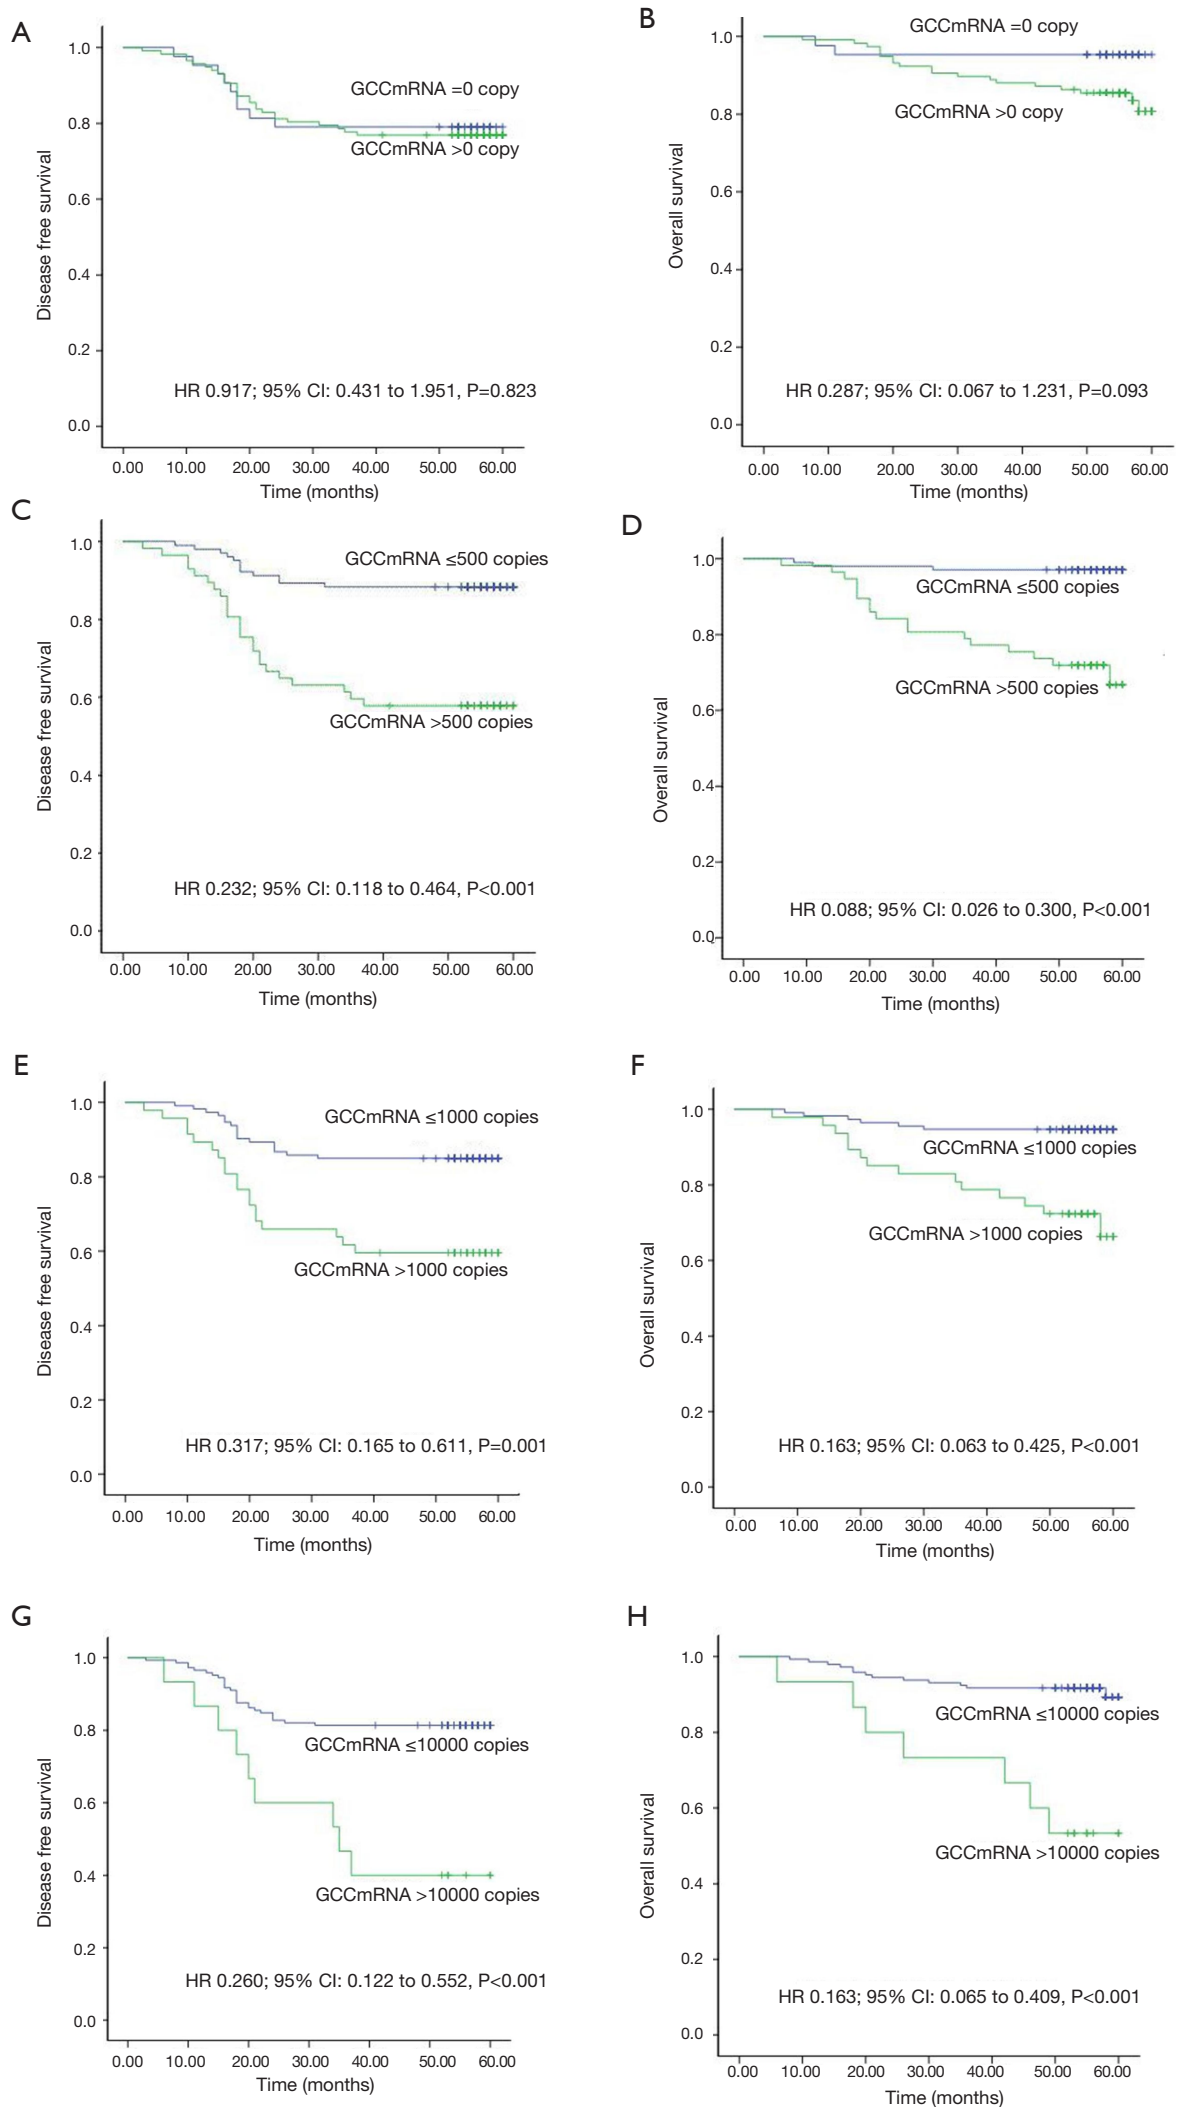 A
1.0
0.8
0.6
0.4
0.2
0.0
Disease free survival
GCCmRNA =0 copy
GCCmRNA >0 copy
HR 0.917; 95% CI: 0.431 to 1.951, P=0.823
0.00 10.00 20.00 30.00 40.00 50.00 60.00
Time (months)
B
1.0
0.8
0.6
0.4
0.2
0.0
Overall survival
GCCmRNA =0 copy
GCCmRNA >0 copy
HR 0.287; 95% CI: 0.067 to 1.231, P=0.093
0.00 10.00 20.00 30.00 40.00 50.00 60.00
Time (months)
C
1.0
0.8
0.6
0.4
0.2
0.0
Disease free survival
GCCmRNA ≤500 copies
GCCmRNA >500 copies
HR 0.232; 95% CI: 0.118 to 0.464, P<0.001
0.00 10.00 20.00 30.00 40.00 50.00 60.00
Time (months)
D
1.0
0.8
0.6
0.4
0.2
0.0
Overall survival
GCCmRNA ≤500 copies
GCCmRNA >500 copies
HR 0.088; 95% CI: 0.026 to 0.300, P<0.001
0.00 10.00 20.00 30.00 40.00 50.00 60.00
Time (months)
E
1.0
0.8
0.6
0.4
0.2
0.0
Disease free survival
GCCmRNA ≤1000 copies
GCCmRNA >1000 copies
HR 0.317; 95% CI: 0.165 to 0.611, P=0.001
0.00 10.00 20.00 30.00 40.00 50.00 60.00
Time (months)
F
1.0
0.8
0.6
0.4
0.2
0.0
Overall survival
GCCmRNA ≤1000 copies
GCCmRNA >1000 copies
HR 0.163; 95% CI: 0.063 to 0.425, P<0.001
0.00 10.00 20.00 30.00 40.00 50.00 60.00
Time (months)
G
1.0
0.8
0.6
0.4
0.2
0.0
Disease free survival
GCCmRNA ≤10000 copies
GCCmRNA >10000 copies
HR 0.260; 95% CI: 0.122 to 0.552, P<0.001
0.00 10.00 20.00 30.00 40.00 50.00 60.00
Time (months)
H
1.0
0.8
0.6
0.4
0.2
0.0
Overall survival
GCCmRNA ≤10000 copies
GCCmRNA >10000 copies
HR 0.163; 95% CI: 0.065 to 0.409, P<0.001
0.00 10.00 20.00 30.00 40.00 50.00 60.00
Time (months)